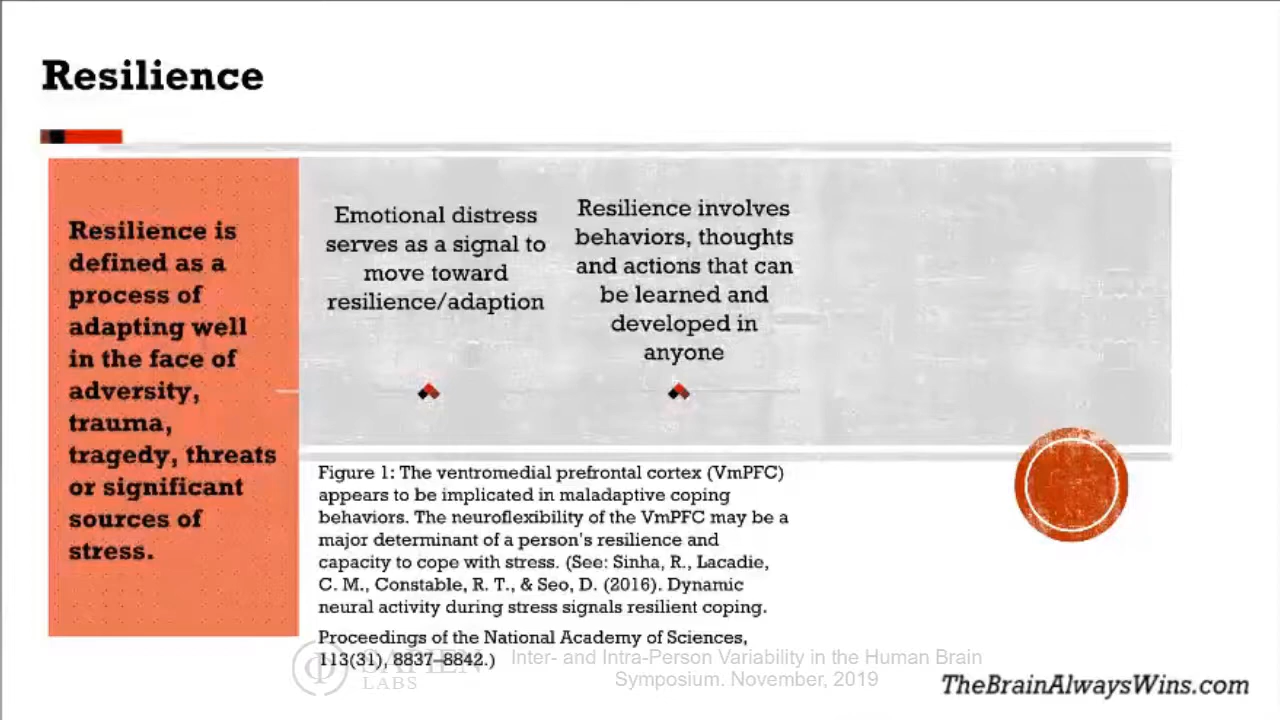 Resilience
Resilience is
defined as a
process of
adapting well
in the face of
adversity,
trauma,
tragedy, threats
or significant
sources of
stress.
Emotional distress
serves as a signal to
move toward
resilience/adaption
Resilience involves
behaviors, thoughts
and actions that can
be learned and
developed in
anyone
Figure 1: The ventromedial prefrontal cortex (VmPFC)
appears to be implicated in maladaptive coping
behaviors. The neuroflexibility of the VmPFC may be a
major determinant of a person's resilience and
capacity to cope with stress. (See: Sinha, R., Lacadie,
C. M., Constable, R. T., & Seo, D. (2016). Dynamic
neural activity during stress signals resilient coping.
Proceedings of the National Academy of Sciences,
113(31), 8837–8842.)
SAPIEN
LABS
Inter- and Intra-Person Variability in the Human Brain
Symposium. November, 2019
TheBrainAlwaysWins.com